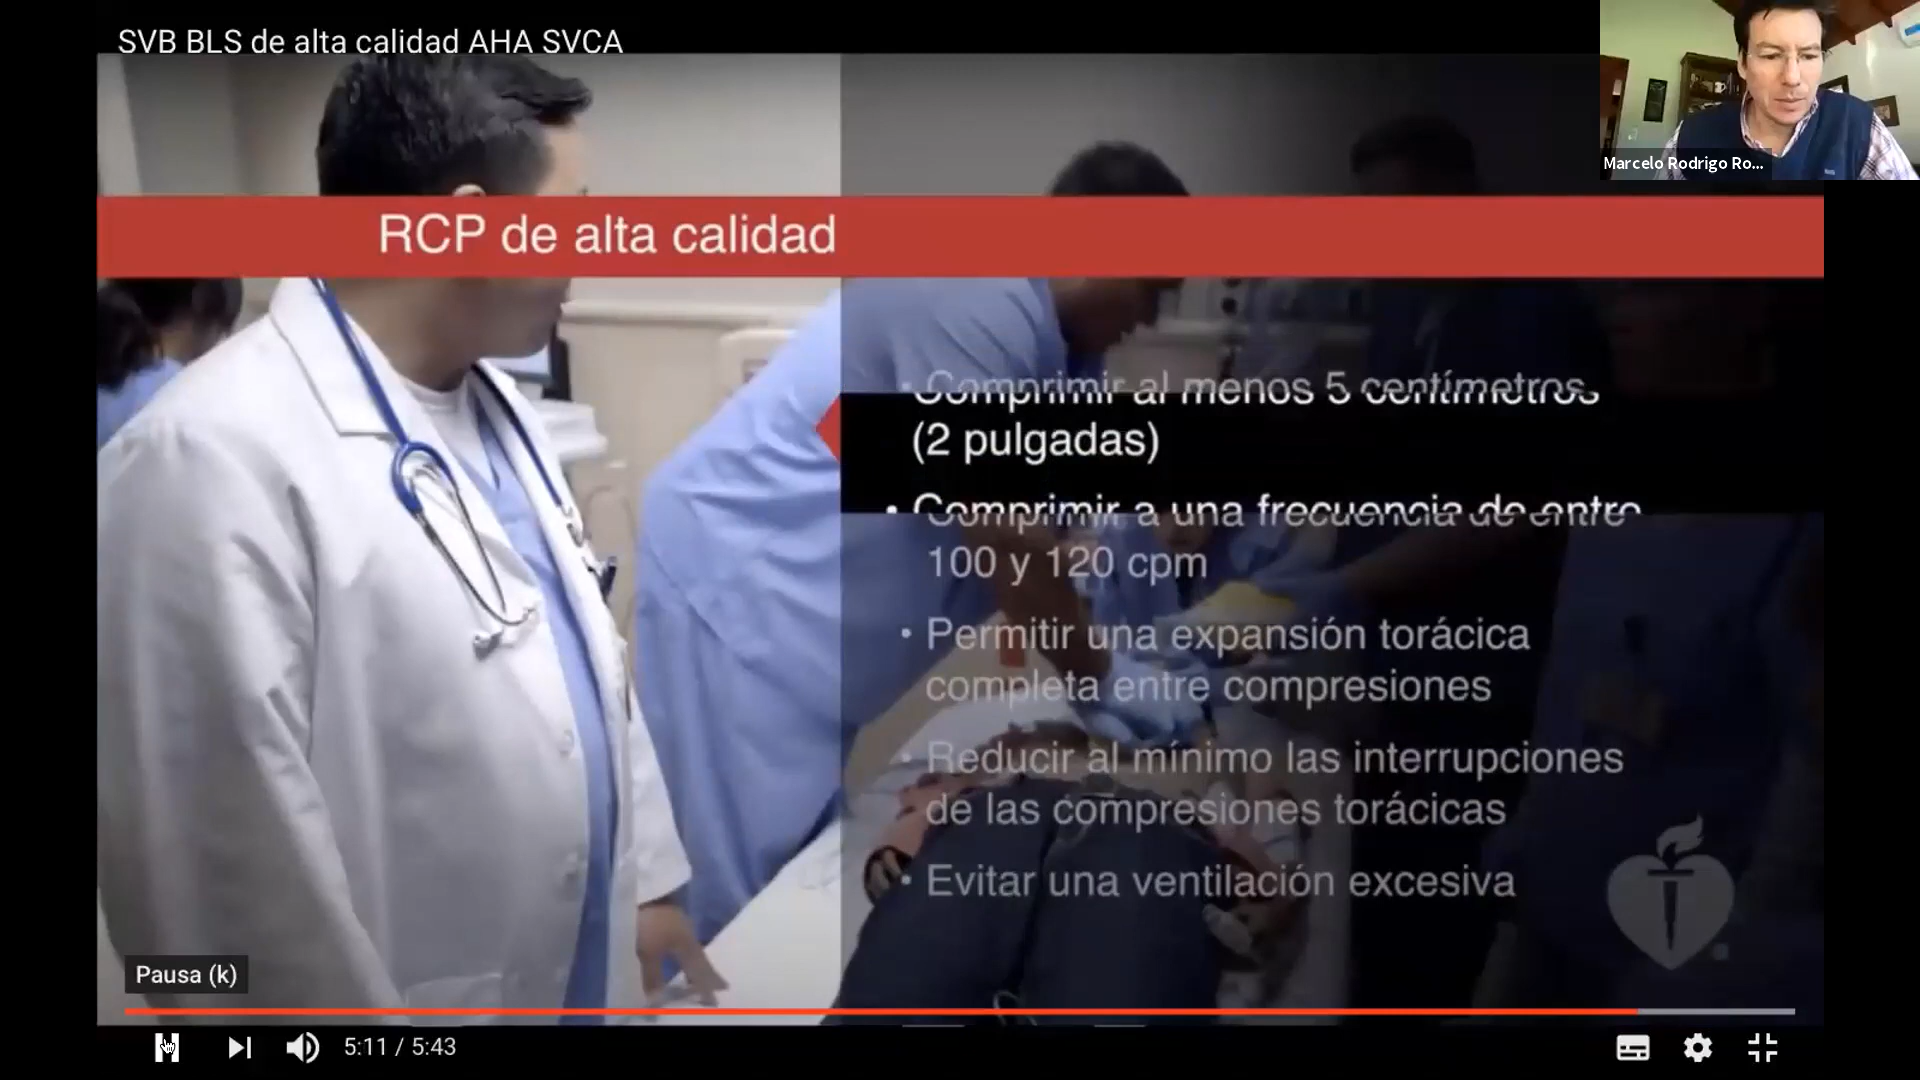 SVB BLS de alta calidad AHA SVCA
Marcelo Rodrigo Ro...
RCP de alta calidad
• Comprimir al menos 5 centímetros
(2 pulgadas)
• Comprimir a una frecuencia de entre
100 y 120 cpm
• Permitir una expansión torácica
completa entre compresiones
• Reducir al mínimo las interrupciones
de las compresiones torácicas
• Evitar una ventilación excesiva
Pausa (k)
5:11 / 5:43